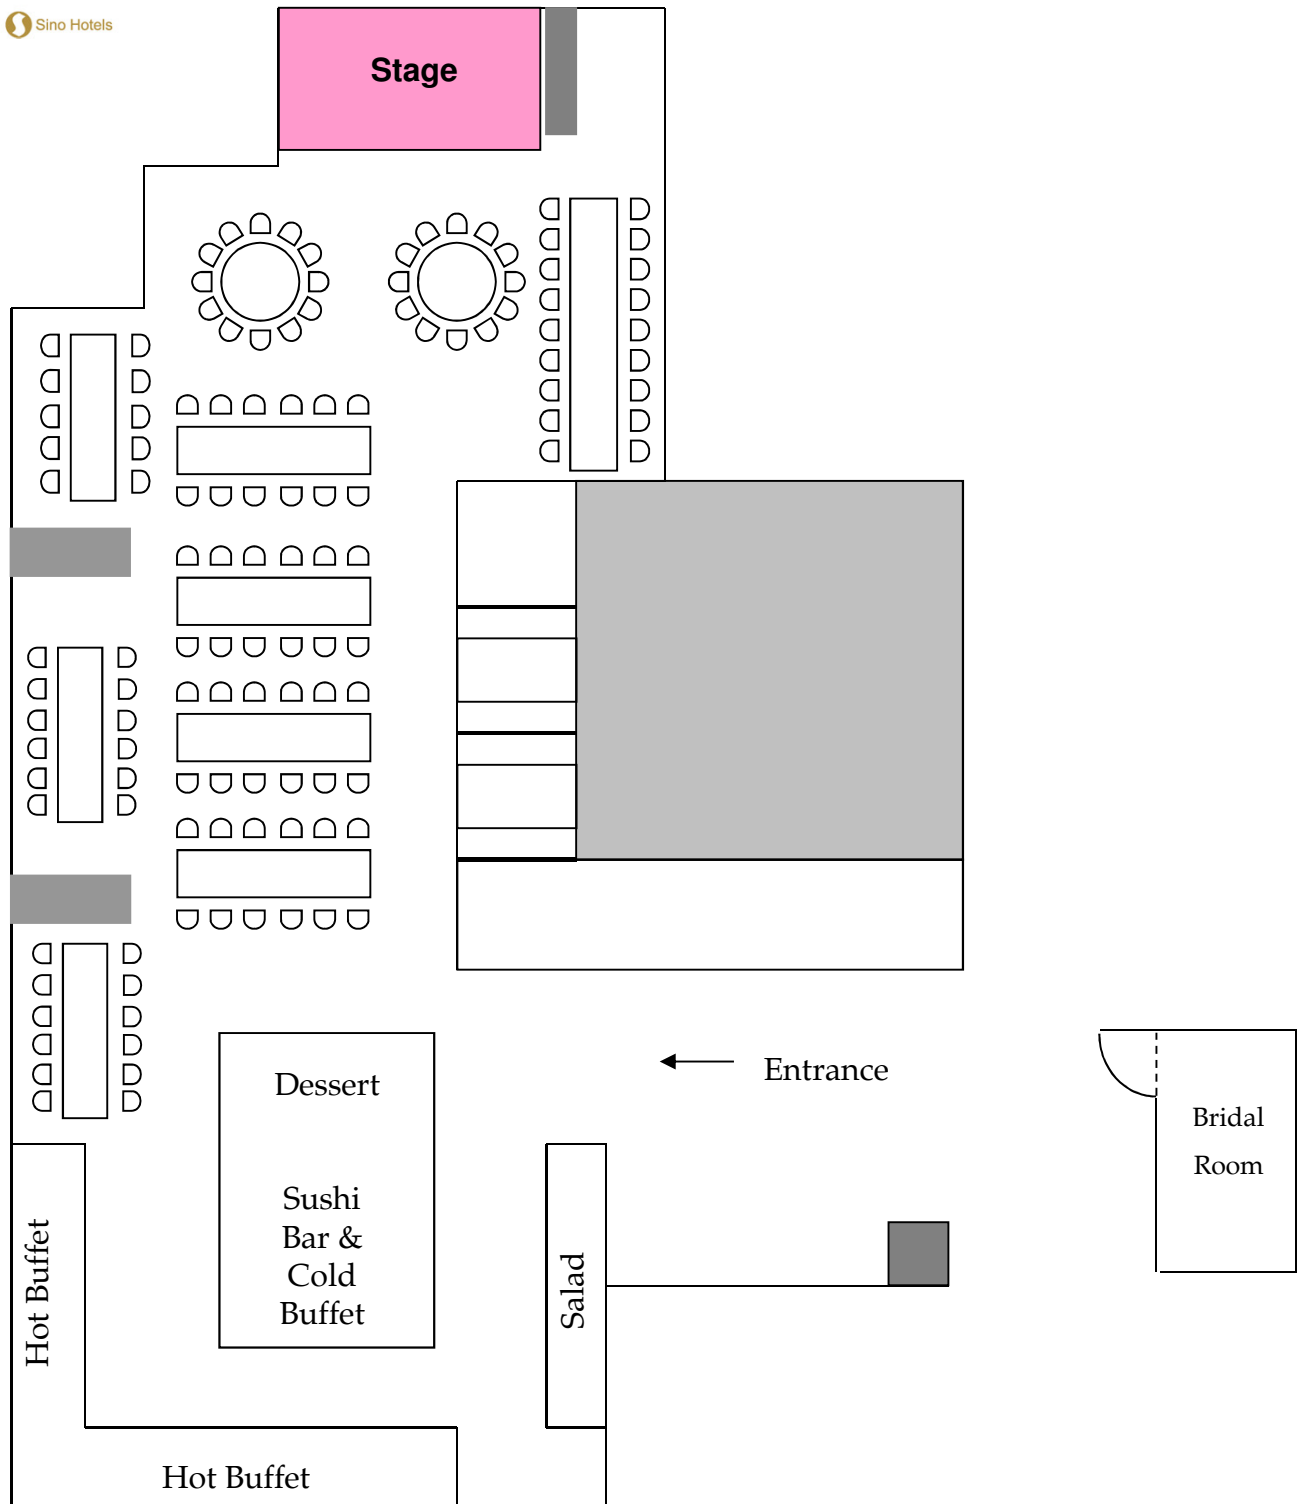 Sino Hotels
Stage
Entrance
Dessert
Bridal
Room
Sushi
Bar &
Cold
Buffet
Hot Buffet
Salad
Hot Buffet